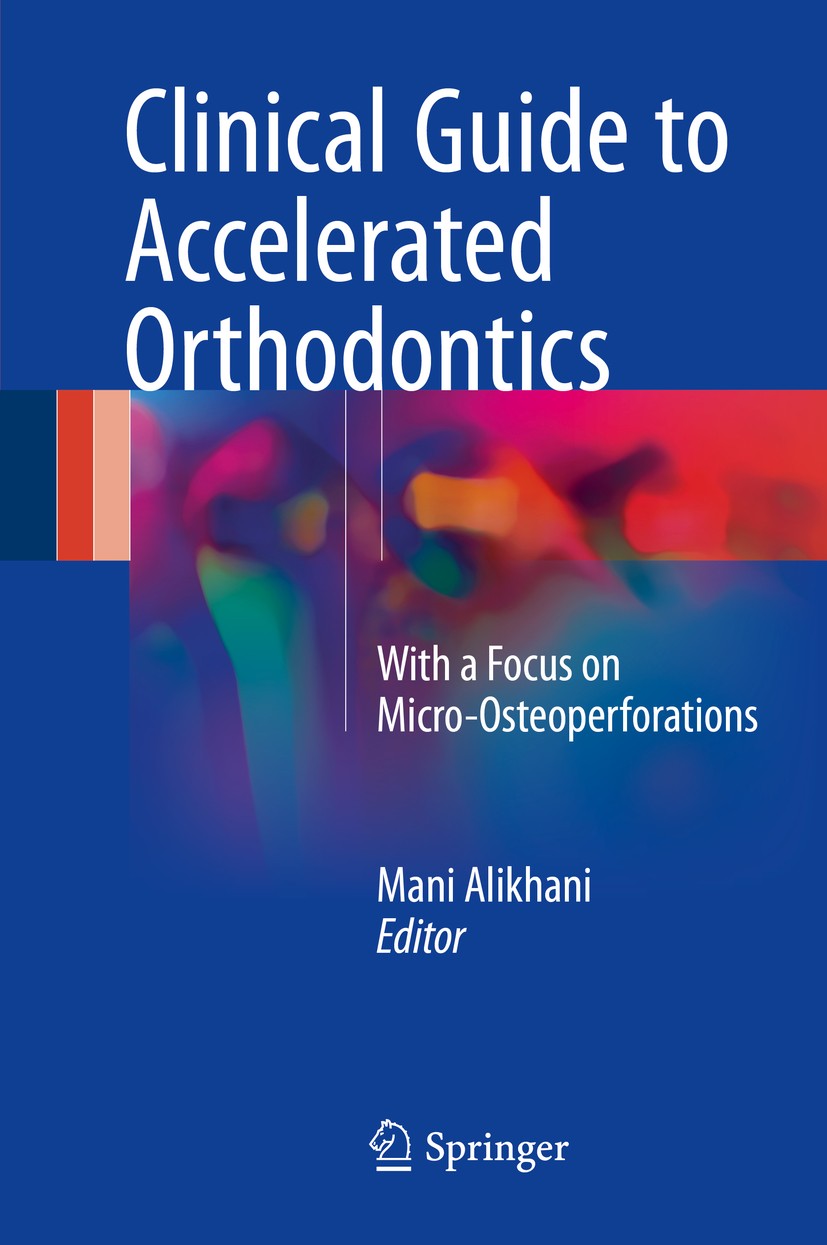 Clinical Guide to
Accelerated
Orthodontics
With a Focus on
Micro-Osteoperforations
Mani Alikhani
Editor
Springer